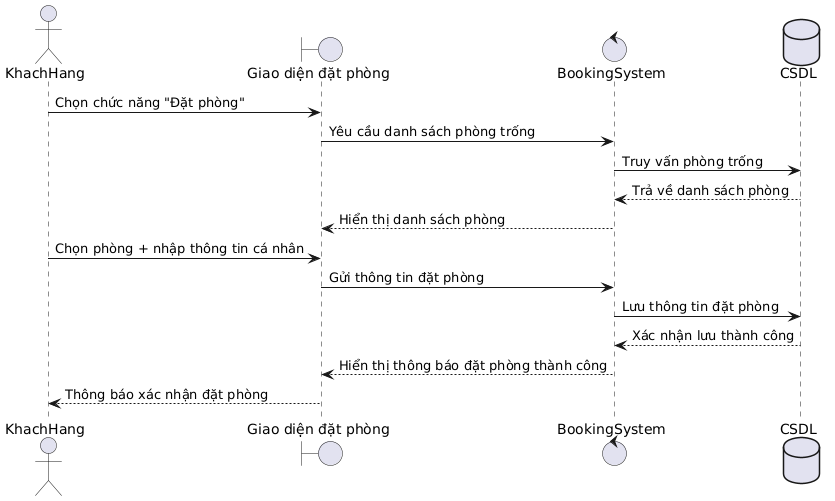 KhachHang
Giao diện đặt phòng
BookingSystem
CSDL
Chọn chức năng "Đặt phòng"
Yêu cầu danh sách phòng trống
Truy vấn phòng trống
Trả về danh sách phòng
Hiển thị danh sách phòng
Chọn phòng + nhập thông tin cá nhân
Gửi thông tin đặt phòng
Lưu thông tin đặt phòng
Xác nhận lưu thành công
Hiển thị thông báo đặt phòng thành công
Thông báo xác nhận đặt phòng
KhachHang
Giao diện đặt phòng
BookingSystem
CSDL